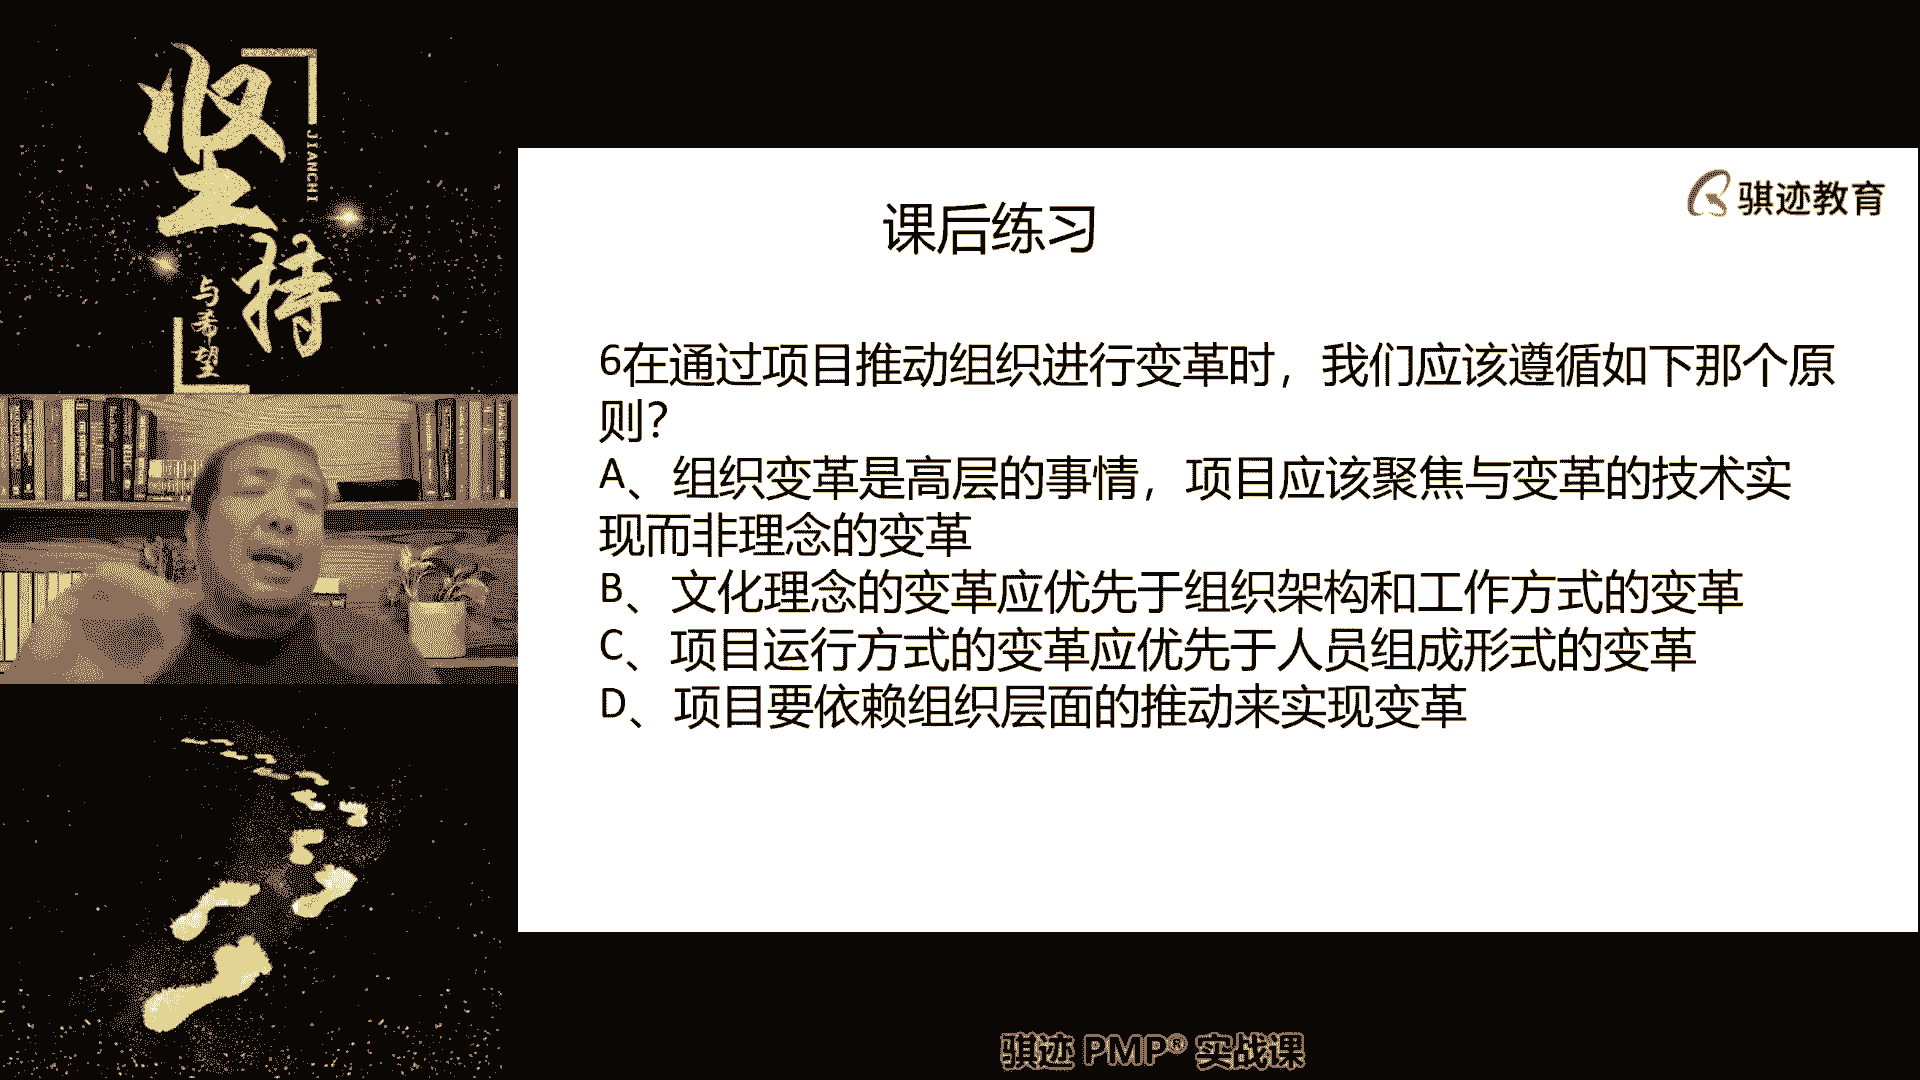 坚持
JIANCHI
与希望
骐迹教育
课后练习
6在通过项目推动组织进行变革时，我们应该遵循如下那个原
则？
A、组织变革是高层的事情，项目应该聚焦与变革的技术实
现而非理念的变革
B、文化理念的变革应优先于组织架构和工作方式的变革
C、项目运行方式的变革应优先于人员组成形式的变革
D、项目要依赖组织层面的推动来实现变革
骐迹 PMP® 实战课